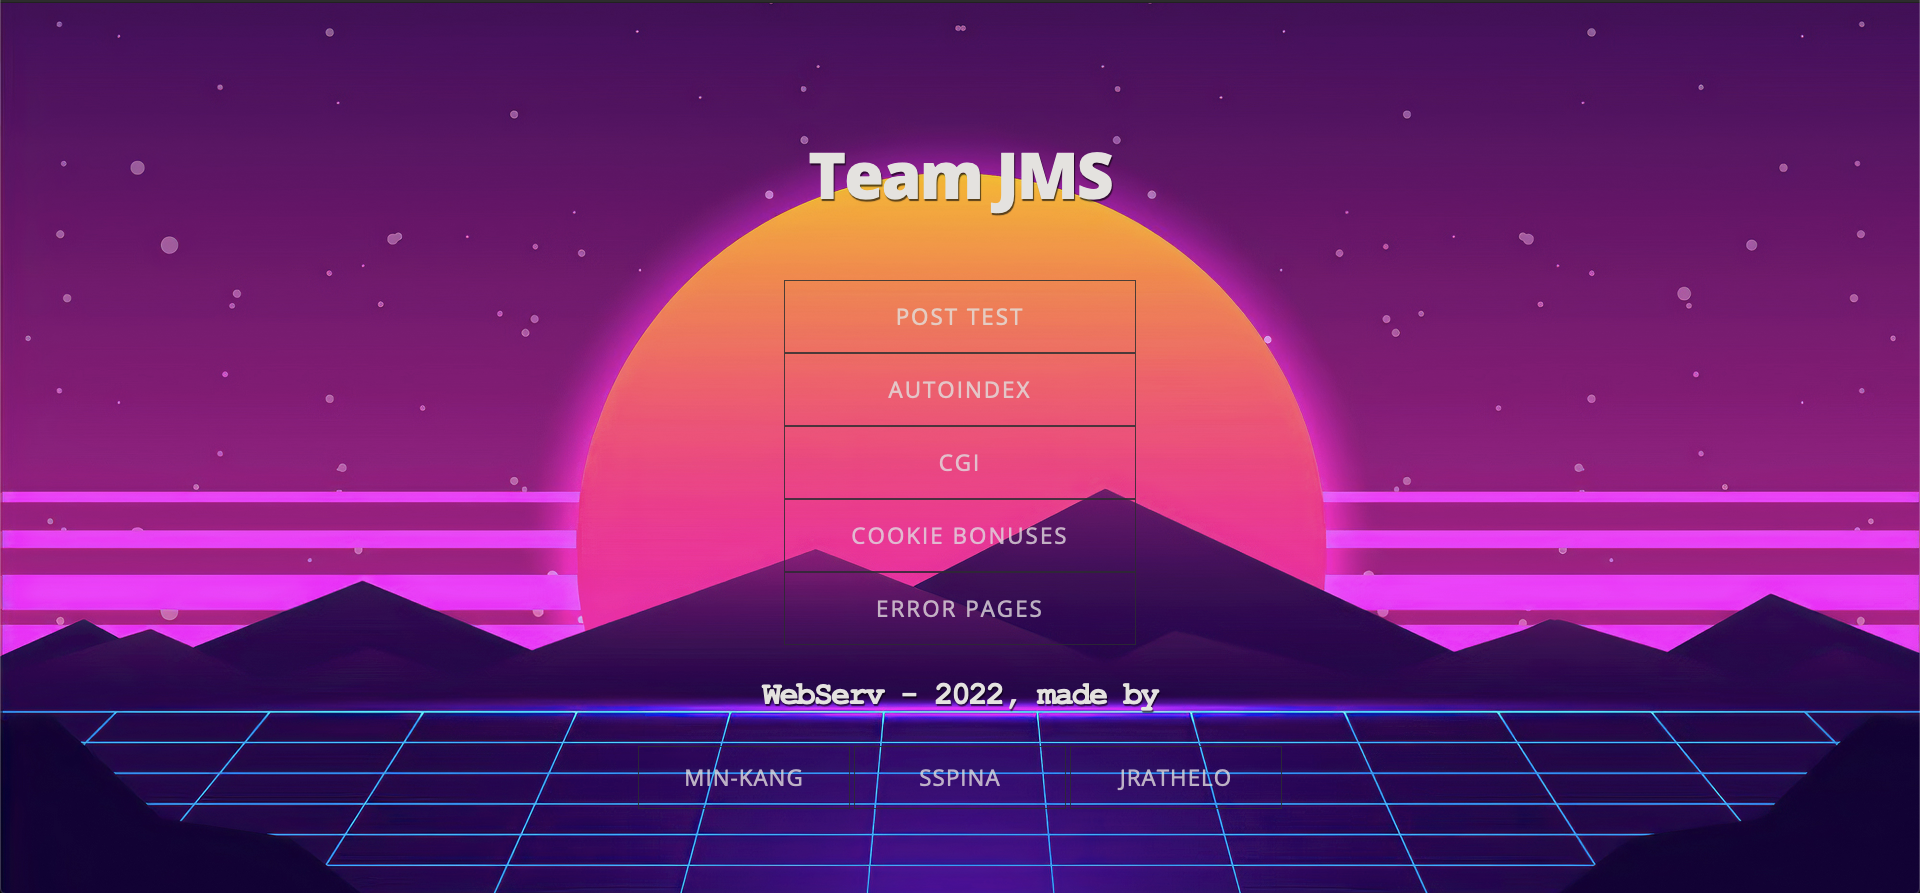 Team JMS
POST TEST
AUTOINDEX
CGI
COOKIE BONUSES
ERROR PAGES
WebServ - 2022, made by
MIN-KANG SSPINA JRATHELO